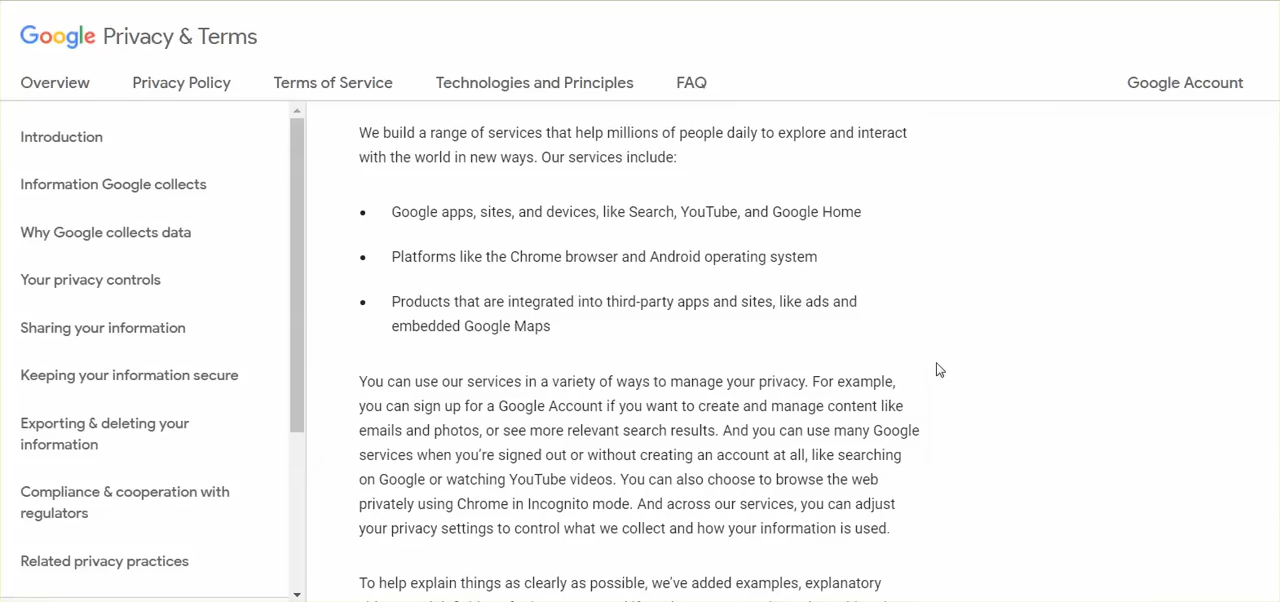 Google Privacy & Terms
Overview Privacy Policy Terms of Service Technologies and Principles FAQ Google Account
Introduction
Information Google collects
Why Google collects data
Your privacy controls
Sharing your information
Keeping your information secure
Exporting & deleting your
information
Compliance & cooperation with
regulators
Related privacy practices
We build a range of services that help millions of people daily to explore and interact
with the world in new ways. Our services include:
• Google apps, sites, and devices, like Search, YouTube, and Google Home
• Platforms like the Chrome browser and Android operating system
• Products that are integrated into third-party apps and sites, like ads and
embedded Google Maps
You can use our services in a variety of ways to manage your privacy. For example,
you can sign up for a Google Account if you want to create and manage content like
emails and photos, or see more relevant search results. And you can use many Google
services when you’re signed out or without creating an account at all, like searching
on Google or watching YouTube videos. You can also choose to browse the web
privately using Chrome in Incognito mode. And across our services, you can adjust
your privacy settings to control what we collect and how your information is used.
To help explain things as clearly as possible, we’ve added examples, explanatory